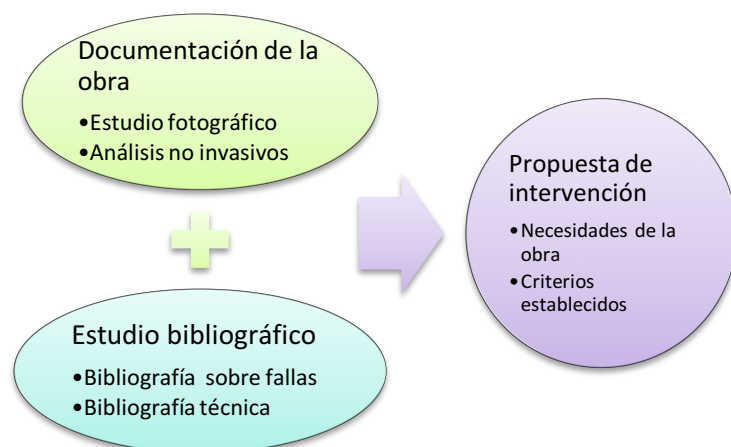 Documentación de la
obra
•Estudio fotográfico
•Análisis no invasivos
Estudio bibliográfico
•Bibliografía sobre fallas
•Bibliografía técnica
Propuesta de
intervención
•Necesidades de la
obra
•Criterios
establecidos